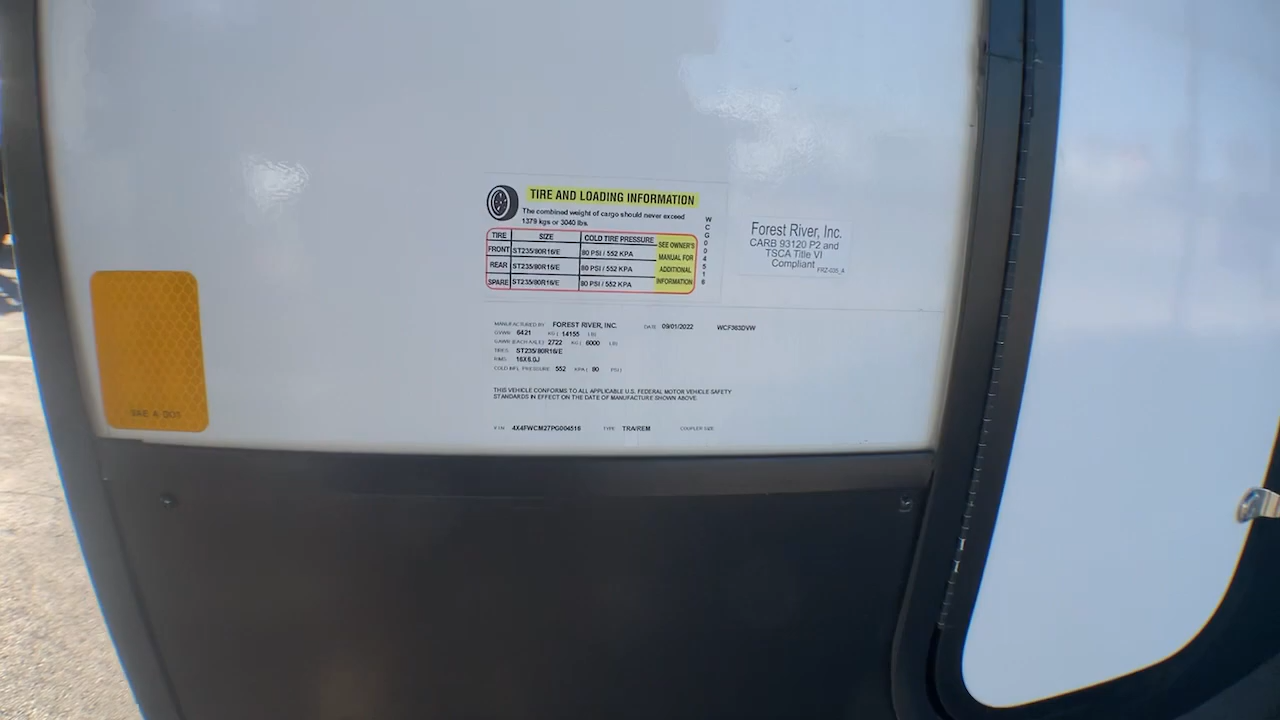 TIRE AND LOADING INFORMATION
The combined weight of cargo should never exceed
1379 kgs or 3040 lbs.
TIRE SIZE COLD TIRE PRESSURE
FRONT ST235/80R16/E 80 PSI / 552 KPA
REAR ST235/80R16/E 80 PSI / 552 KPA
SPARE ST235/80R16/E 80 PSI / 552 KPA
SEE OWNER'S
MANUAL FOR
ADDITIONAL
INFORMATION
WCG004516
Forest River, Inc.
CARB 93120 P2 and
TSCA Title VI
Compliant
MANUFACTURED BY FOREST RIVER, INC. DATE 09/01/2022 WCF363DVW
GVWR 6421 KG ( 14155 LB)
GAWR (EACH AXLE) 2722 KG ( 6000 LB)
TIRES ST235/80R16/E
RIMS 16X6.0J
COLD INFL PRESSURE 552 KPA ( 80 PSI)
THIS VEHICLE CONFORMS TO ALL APPLICABLE U.S. FEDERAL MOTOR VEHICLE SAFETY
STANDARDS IN EFFECT ON THE DATE OF MANUFACTURE SHOWN ABOVE.
4X4FWCM27PG004516 TYPE TRA/REM COUPLER SIZE